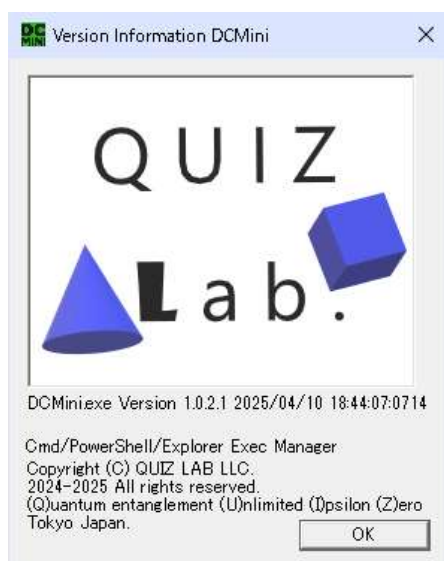 DC
MINI
Version Information DCMini
QUIZ
Lab.
DCMini.exe Version 1.0.2.1 2025/04/10 18:44:07:0714
Cmd/PowerShell/Explorer Exec Manager
Copyright (C) QUIZ LAB LLC.
2024-2025 All rights reserved.
(Q)uantum entanglement (U)nlimited (I)psilon (Z)ero
Tokyo Japan.
OK